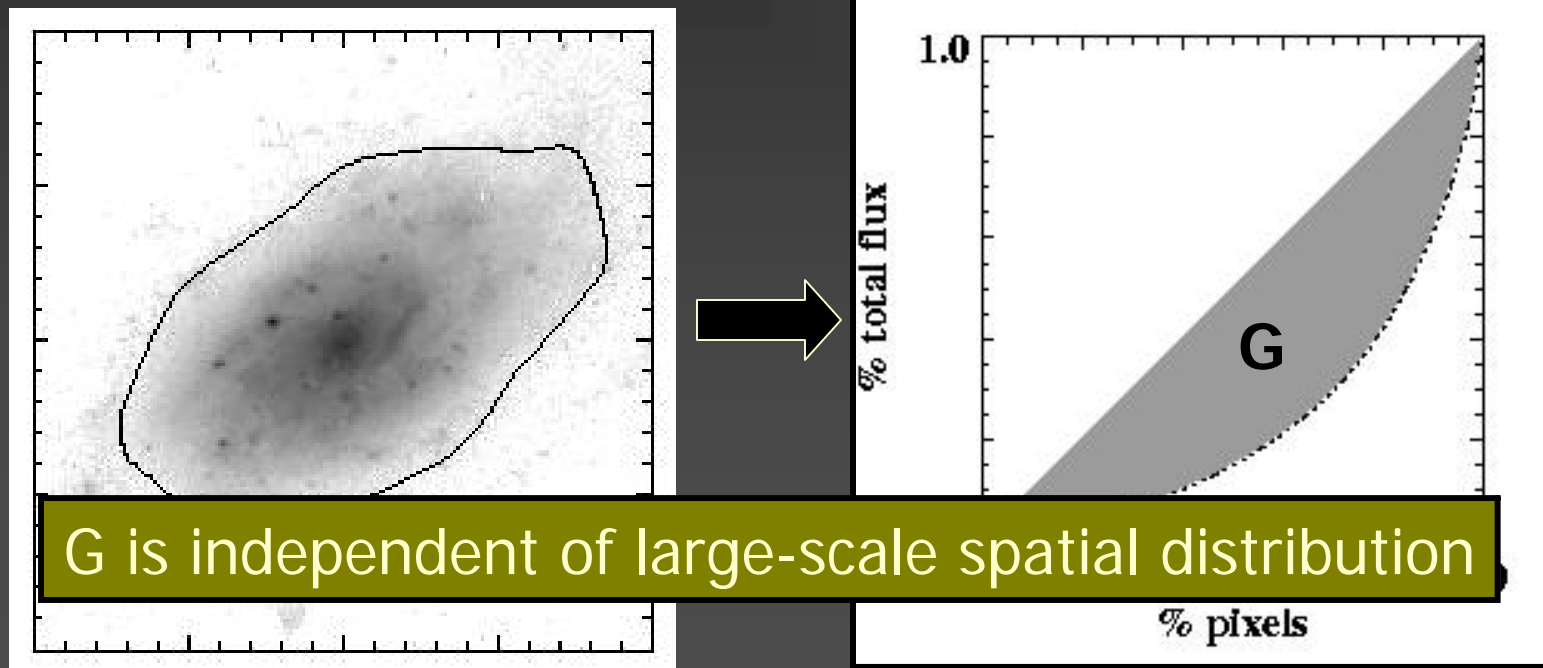 1.0
% total flux
G
G is independent of large-scale spatial distribution
% pixels